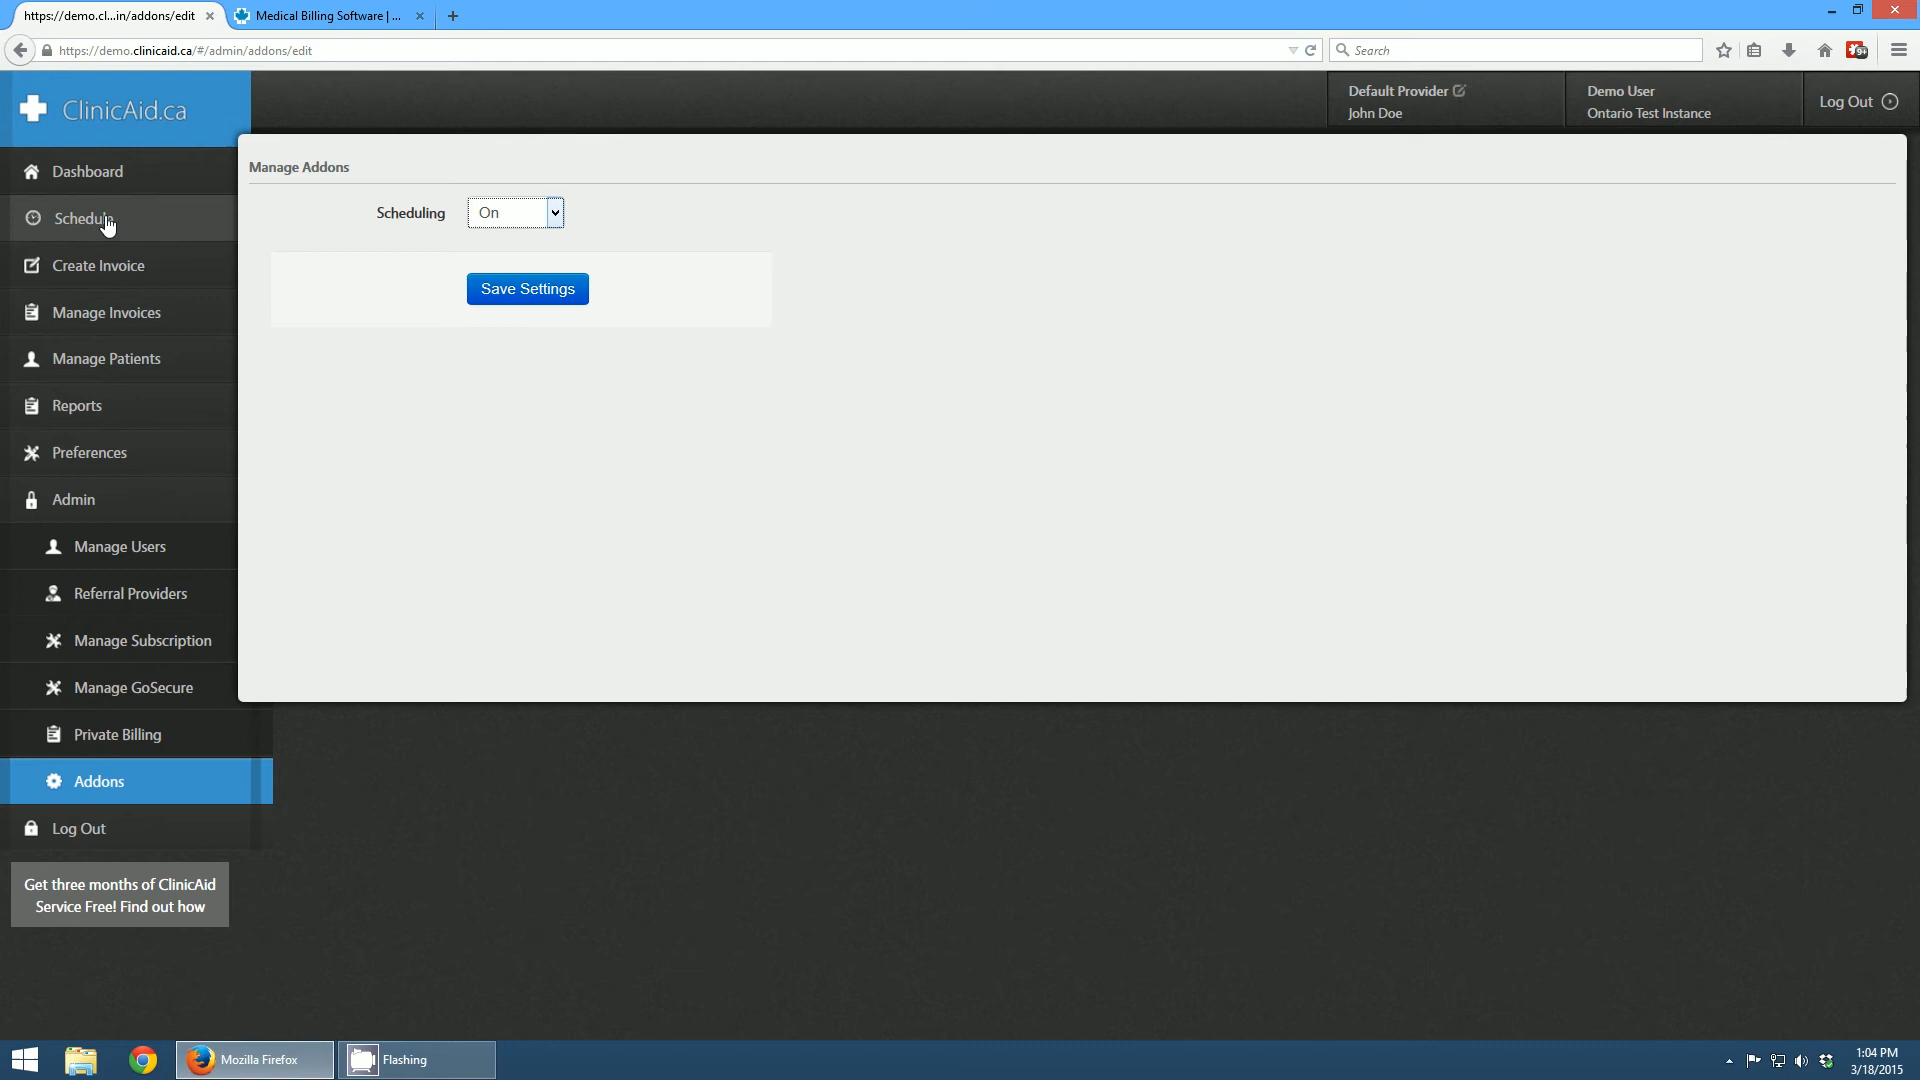 https://demo.cl...in/addons/edit
Medical Billing Software | ...
https://demo.clinicaid.ca/#/admin/addons/edit
Search
9+
ClinicAid.ca
Default Provider
John Doe
Demo User
Ontario Test Instance
Log Out
Dashboard
Schedule
Create Invoice
Manage Invoices
Manage Patients
Reports
Preferences
Admin
Manage Users
Referral Providers
Manage Subscription
Manage GoSecure
Private Billing
Addons
Log Out
Get three months of ClinicAid
Service Free! Find out how
Manage Addons
Scheduling
On
Save Settings
Mozilla Firefox
Flashing
1:04 PM
3/18/2015